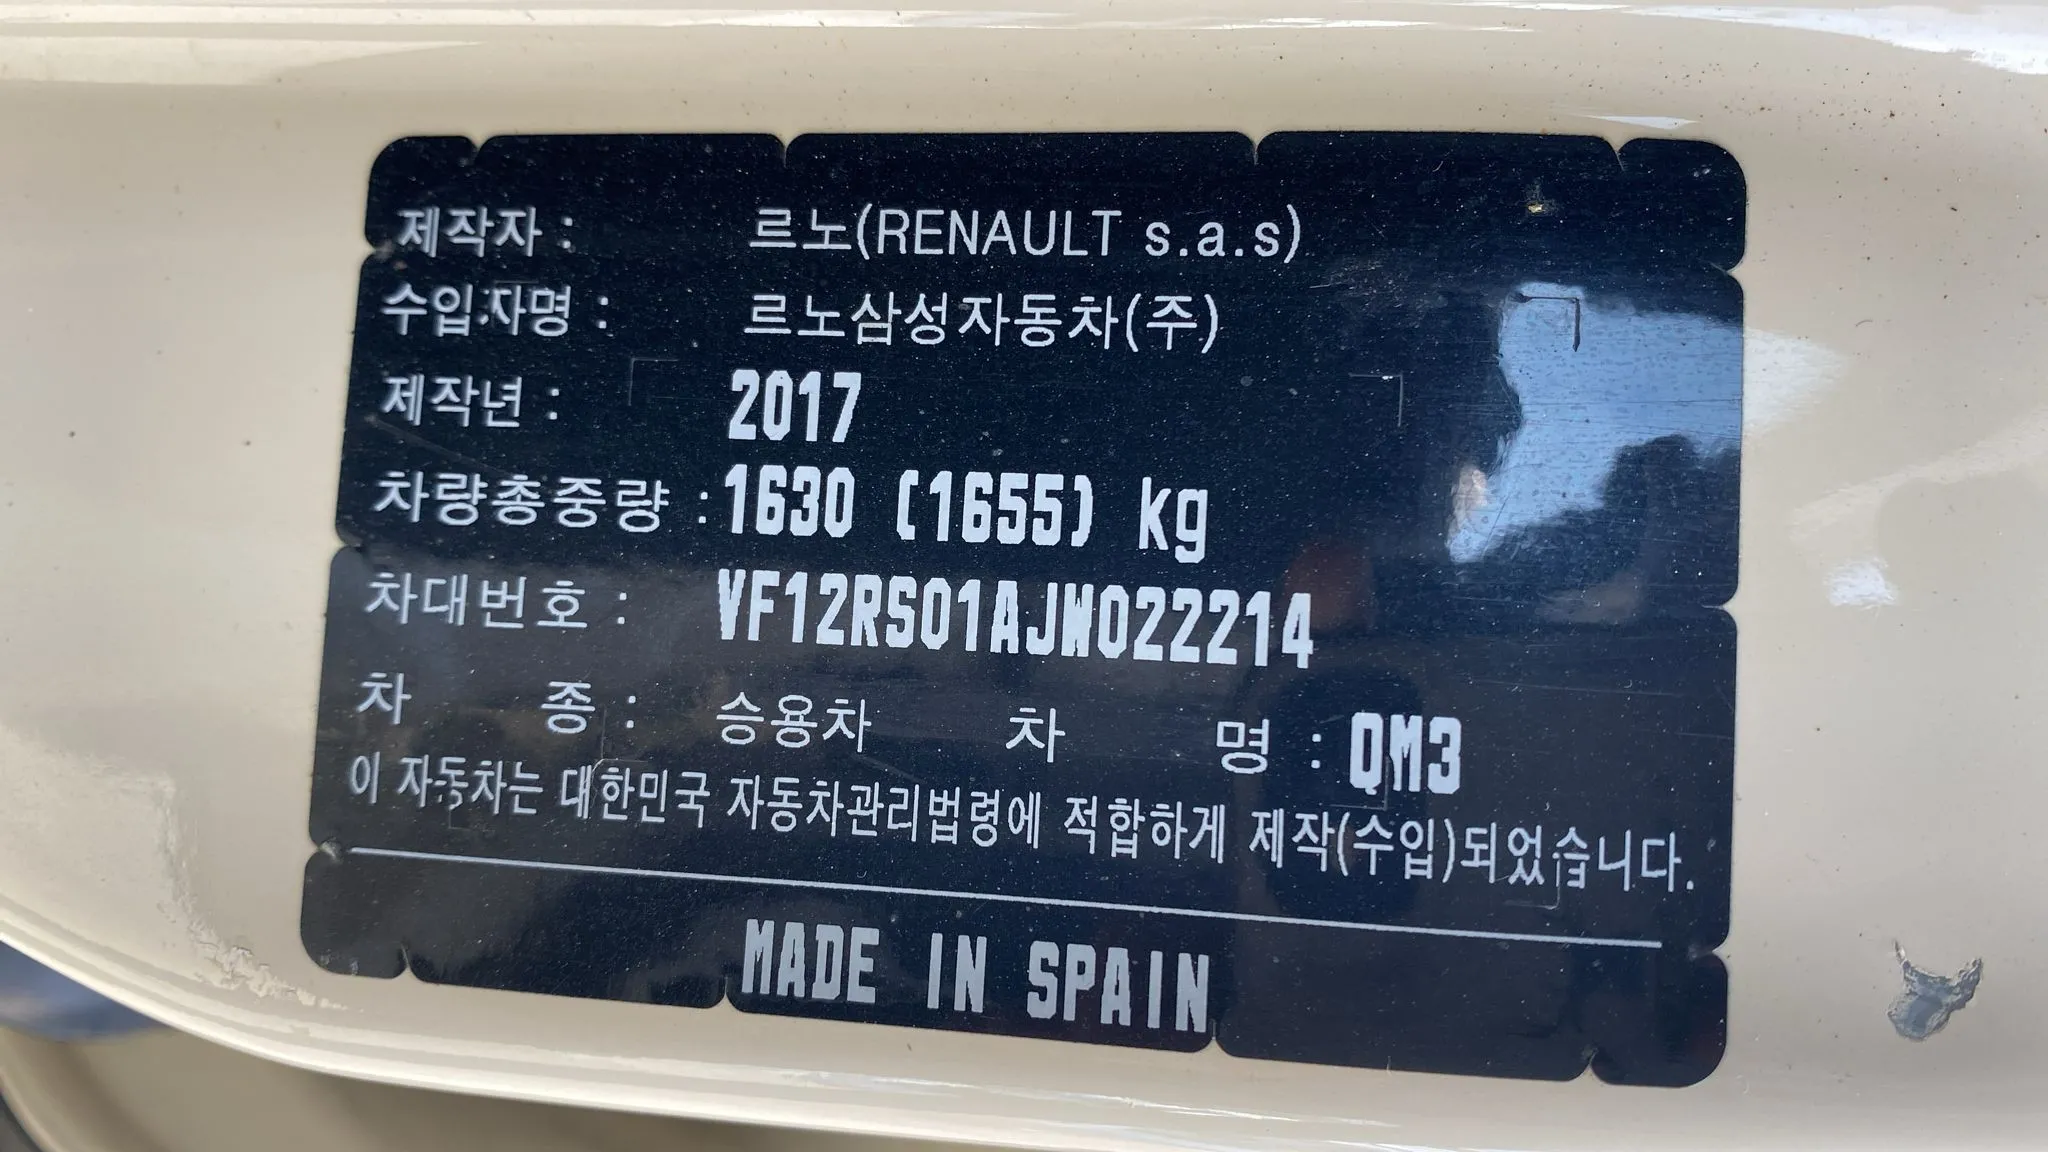 제작자 : 르노(RENAULT s.a.s)
수입자명 : 르노삼성자동차(주)
제작년 : 2017
차량총중량 : 1630 (1655) kg
차대번호 : VF12RS01AJW022214
차 종 : 승용차 차 명 : QM3
이 자동차는 대한민국 자동차관리법령에 적합하게 제작(수입)되었습니다.
MADE IN SPAIN